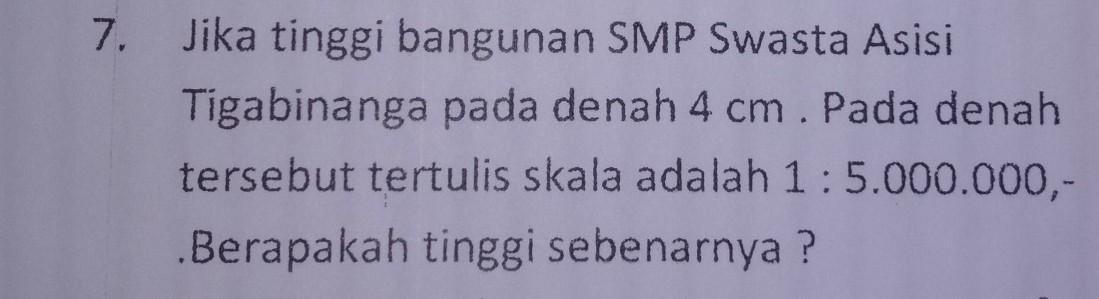 7. Jika tinggi bangunan SMP Swasta Asisi
Tigabinanga pada denah 4 cm . Pada denah
tersebut tertulis skala adalah 1 : 5.000.000,-
.Berapakah tinggi sebenarnya ?